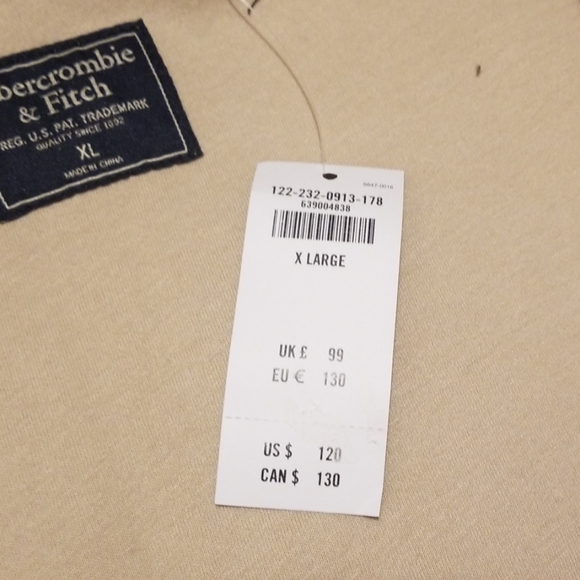 bercrombie
& Fitch
REG. U.S. PAT. TRADEMARK
QUALITY SINCE 1892
XL
MADE IN CHINA
122-232-0913-178
639004838
X LARGE
UK £ 99
EU € 130
US $ 120
CAN $ 130